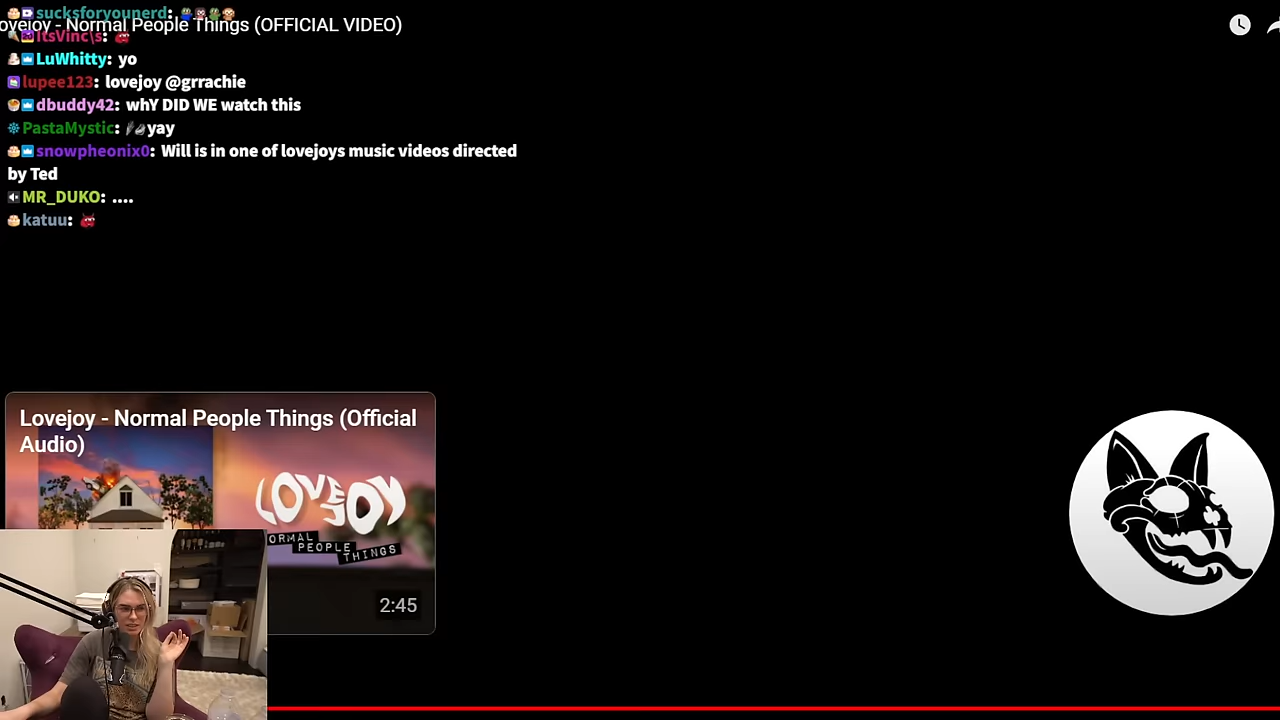 ovejoy - Normal People Things (OFFICIAL VIDEO)
sucksforyounerd:
ItsVinc\s:
LuWhitty: yo
lupee123: lovejoy @grrachie
dbuddy42: whY DID WE watch this
PastaMystic: yay
snowpheonix0: Will is in one of lovejoys music videos directed
by Ted
MR_DUKO: ....
katuu:
Lovejoy - Normal People Things (Official
Audio)
LOVEJOY
ORMAL
PEOPLE
THINGS
2:45